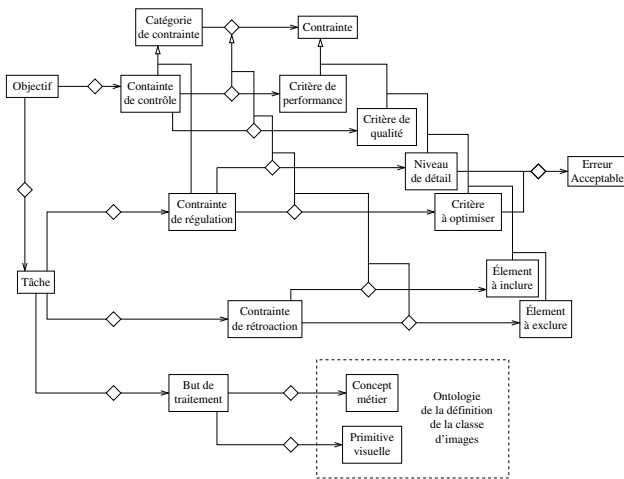 Catégorie
de contrainte
Contrainte
Objectif
Containte
de contrôle
Critère de
performance
Critère de
qualité
Niveau
de détail
Erreur
Acceptable
Contrainte
de régulation
Critère
à optimiser
Tâche
Élement
à inclure
Contrainte
de rétroaction
Élement
à exclure
But de
traitement
Concept
métier
Ontologie
de la définition
de la classe
d'images
Primitive
visuelle